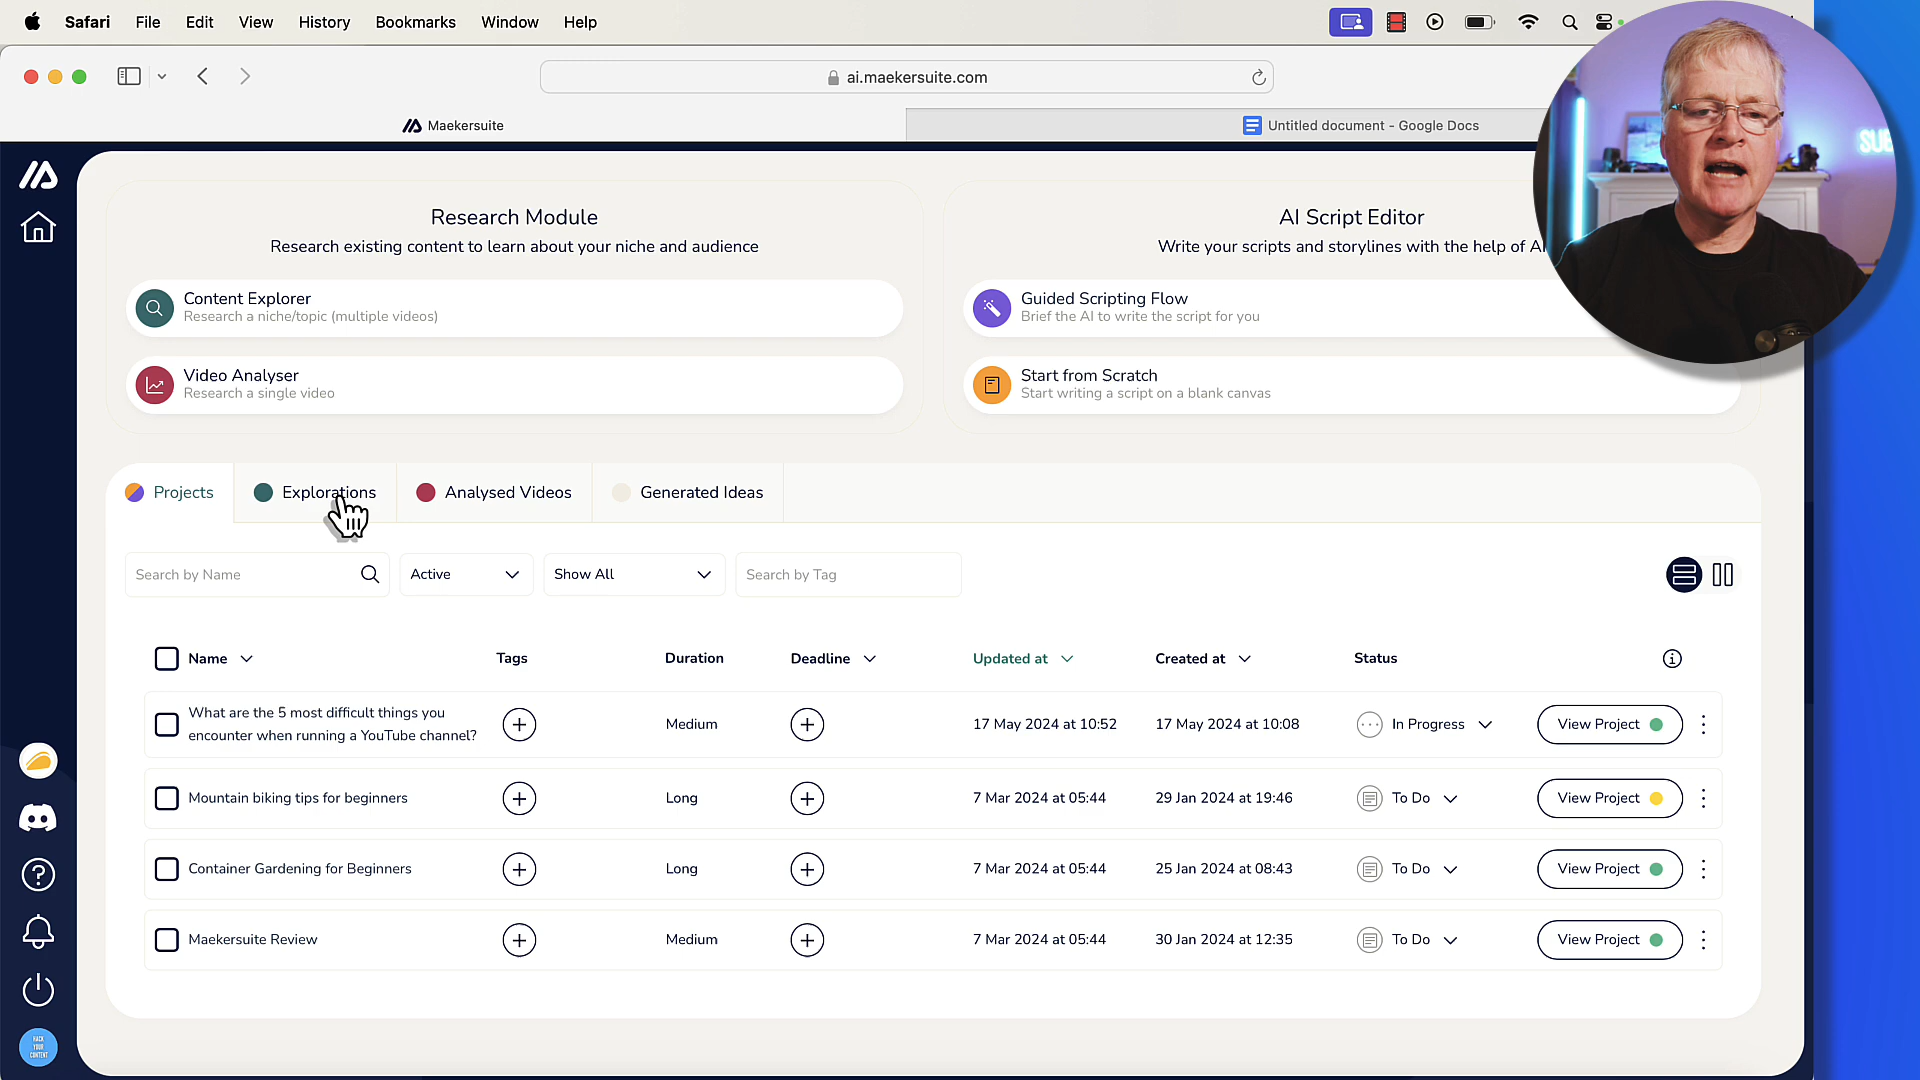 Safari File Edit View History Bookmarks Window Help
ai.maekersuite.com
Maekersuite
Untitled document - Google Docs
Research Module
Research existing content to learn about your niche and audience
Content Explorer
Research a niche/topic (multiple videos)
Video Analyser
Research a single video
AI Script Editor
Write your scripts and storylines with the help of AI
Guided Scripting Flow
Brief the AI to write the script for you
Start from Scratch
Start writing a script on a blank canvas
SUB
Projects Explorations Analysed Videos Generated Ideas
Search by Name Active Show All Search by Tag
Name Tags Duration Deadline Updated at Created at Status
What are the 5 most difficult things you
encounter when running a YouTube channel?
Medium 17 May 2024 at 10:52 17 May 2024 at 10:08 In Progress View Project
Mountain biking tips for beginners Long 7 Mar 2024 at 05:44 29 Jan 2024 at 19:46 To Do View Project
Container Gardening for Beginners Long 7 Mar 2024 at 05:44 25 Jan 2024 at 08:43 To Do View Project
Maekersuite Review Medium 7 Mar 2024 at 05:44 30 Jan 2024 at 12:35 To Do View Project
HACK
YOUR
CONTENT